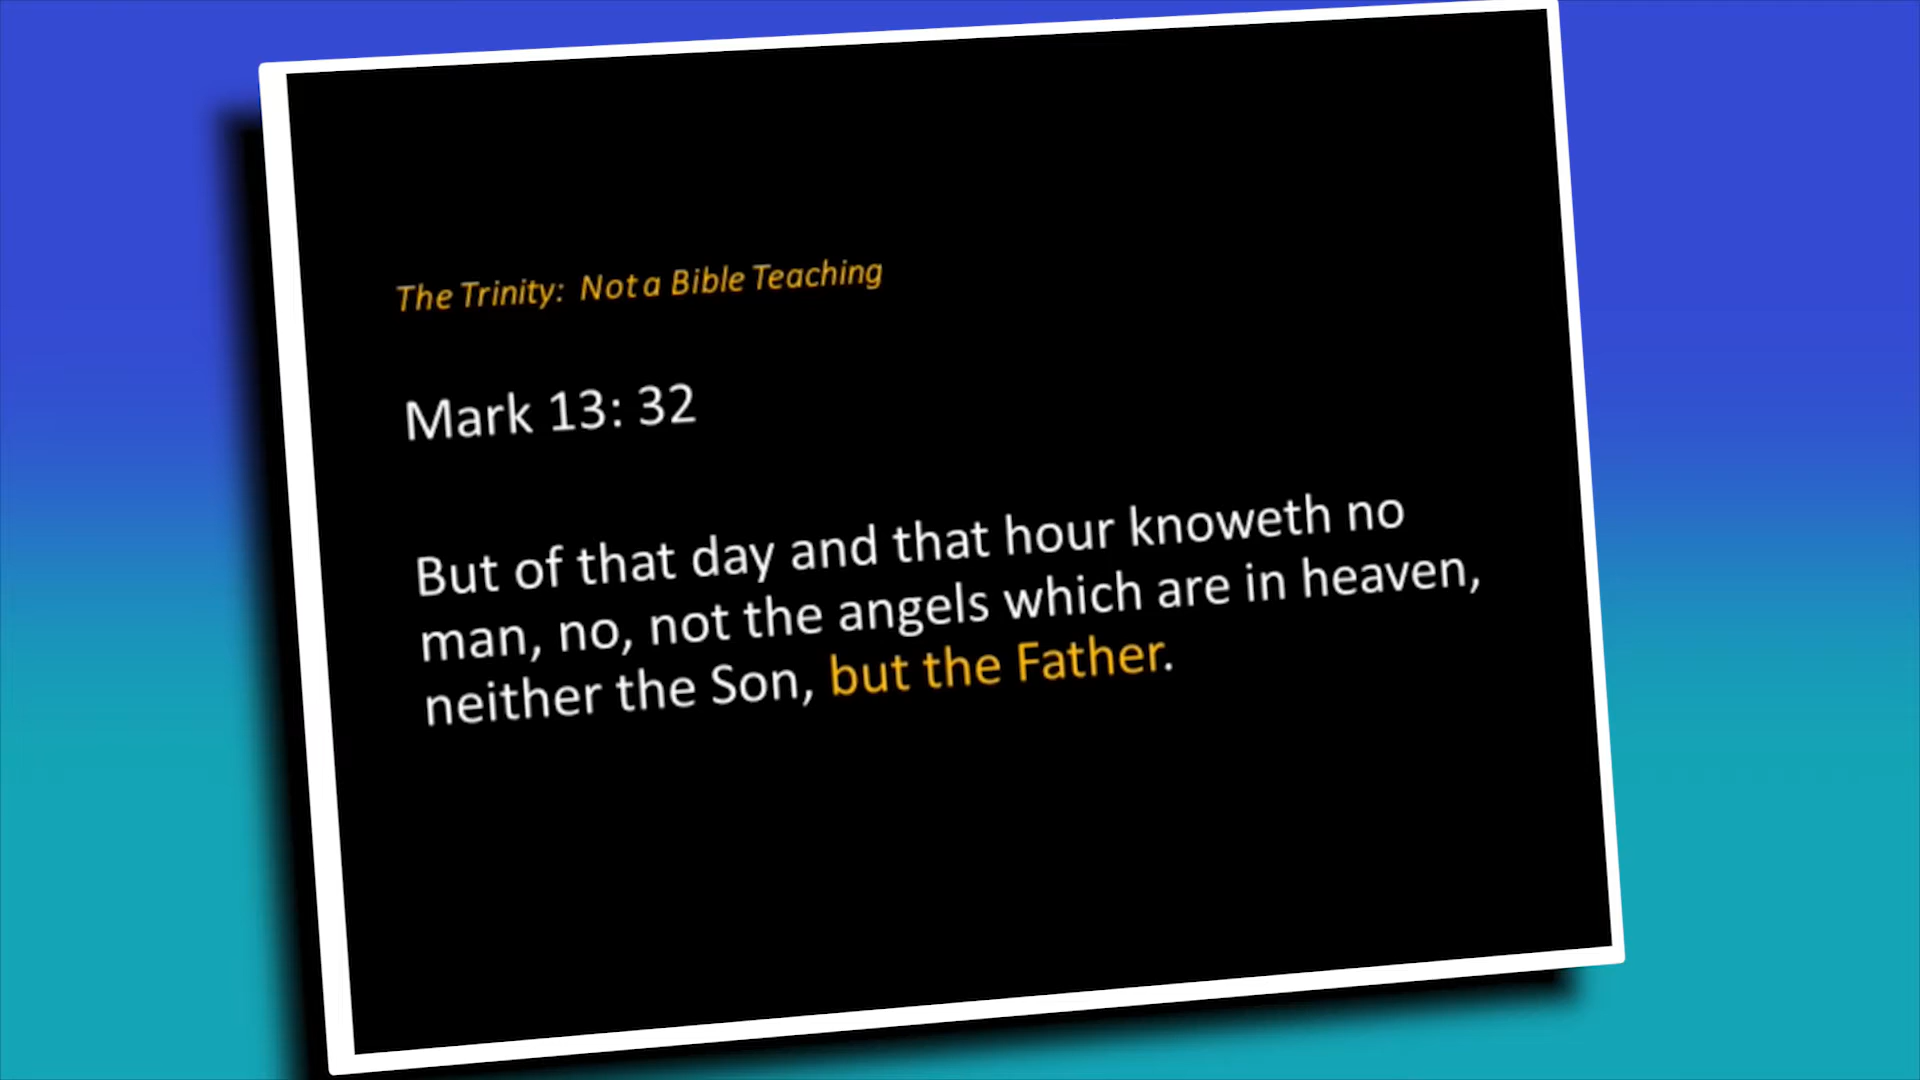 The Trinity: Not a Bible Teaching
Mark 13: 32
But of that day and that hour knoweth no
man, no, not the angels which are in heaven,
neither the Son, but the Father.